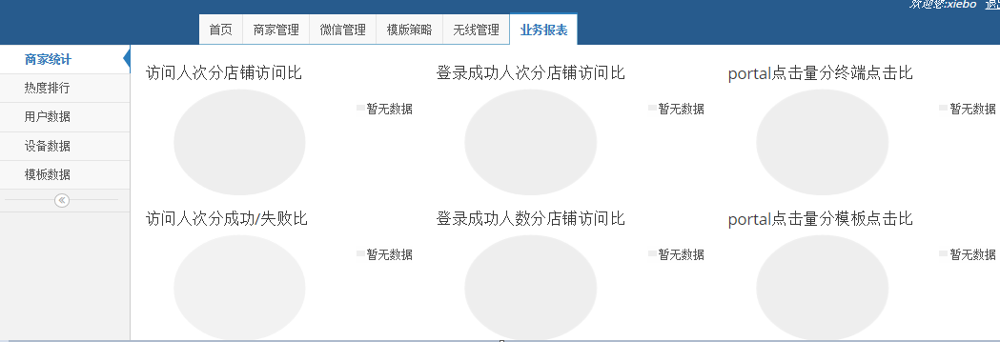 欢迎您:xiebo 退出
首页 商家管理 微信管理 模版策略 无线管理 业务报表
商家统计
热度排行
用户数据
设备数据
模板数据
访问人次分店铺访问比
暂无数据
登录成功人次分店铺访问比
暂无数据
portal点击量分终端点击比
暂无数据
访问人次分成功/失败比
暂无数据
登录成功人数分店铺访问比
暂无数据
portal点击量分模板点击比
暂无数据